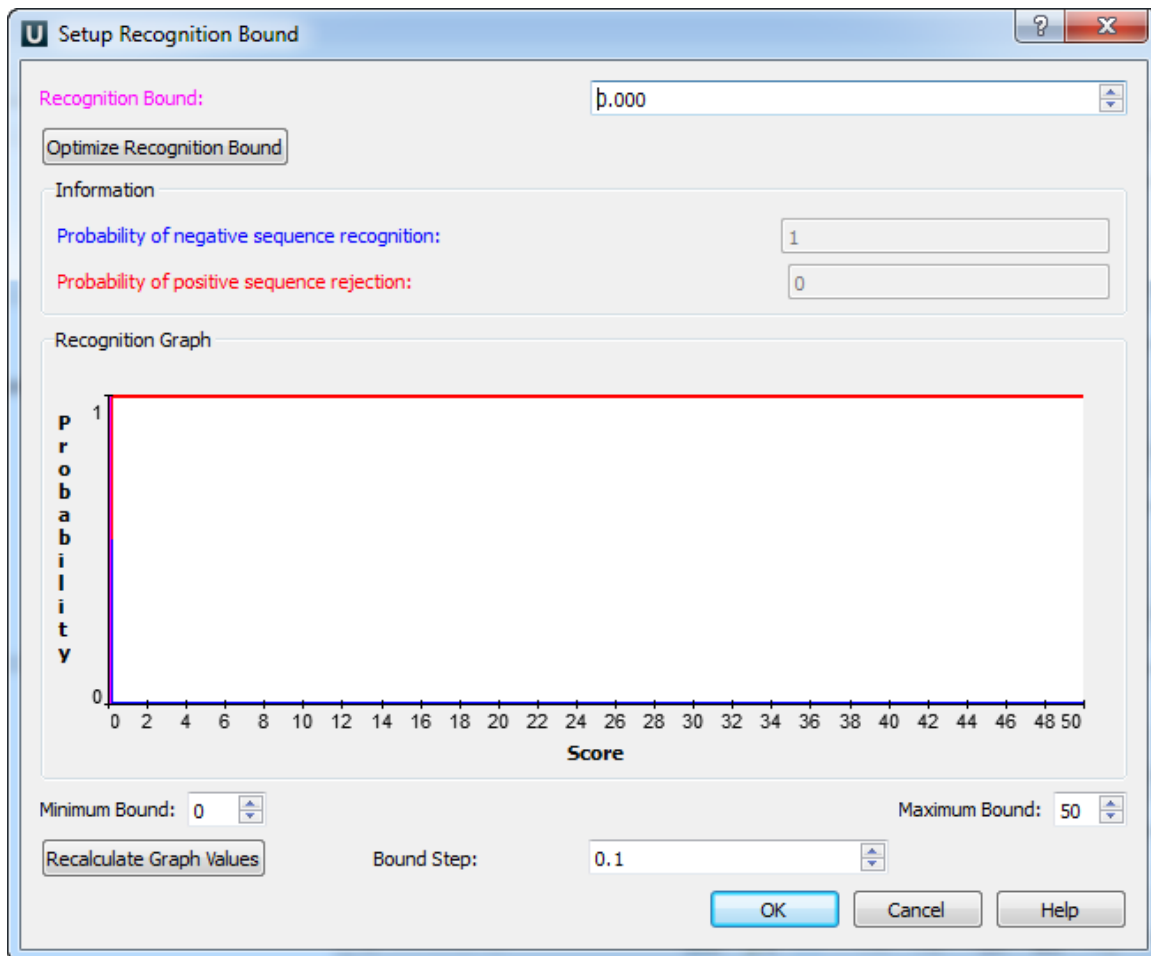 U Setup Recognition Bound
Recognition Bound: 0.000
Optimize Recognition Bound
Information
Probability of negative sequence recognition: 1
Probability of positive sequence rejection: 0
Recognition Graph
Probability
1
0
0 2 4 6 8 10 12 14 16 18 20 22 24 26 28 30 32 34 36 38 40 42 44 46 48 50
Score
Minimum Bound: 0 Maximum Bound: 50
Recalculate Graph Values Bound Step: 0.1
OK Cancel Help